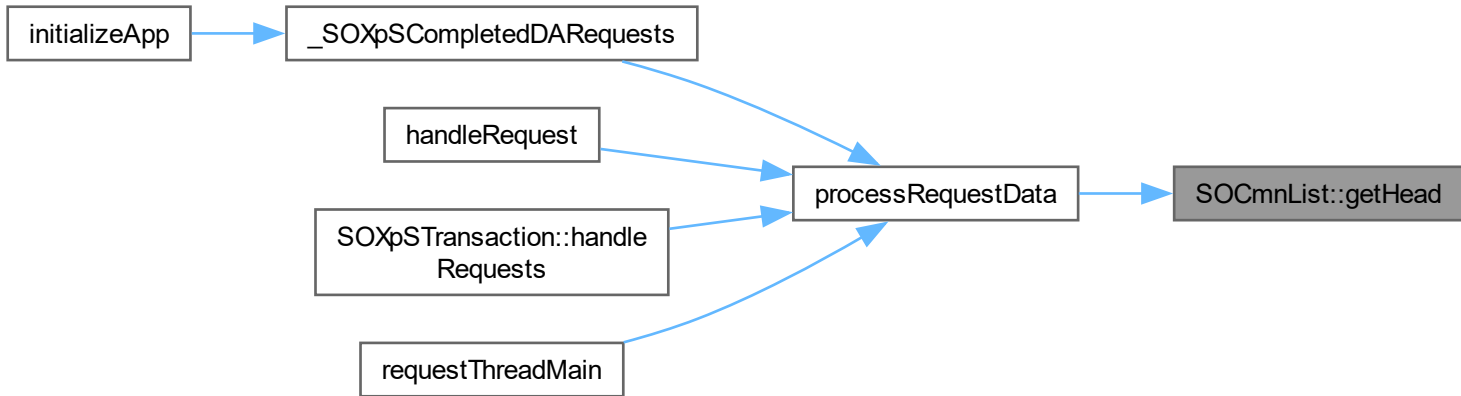 initializeApp
_SOXpSCompletedDARequests
handleRequest
processRequestData
SOCmnList::getHead
SOXpSTransaction::handle
Requests
requestThreadMain